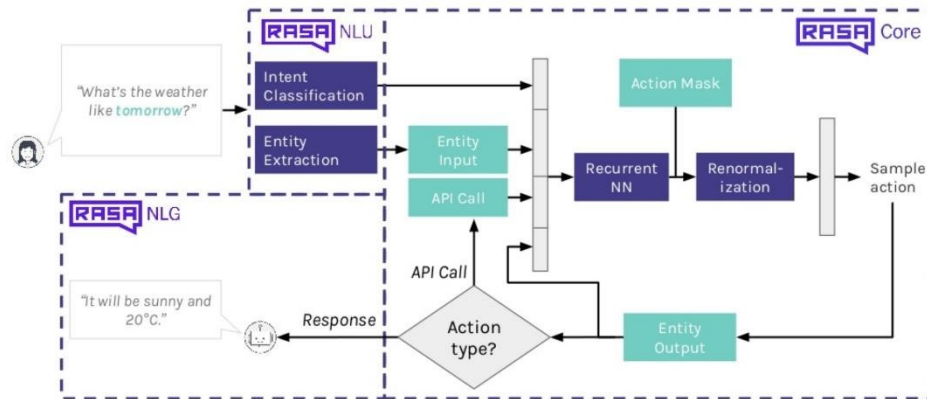 RASA NLU
RASA Core
"What's the weather
like tomorrow?"
Intent
Classification
Entity
Extraction
Entity
Input
API Call
Action Mask
Recurrent
NN
Renormal-
ization
Sample
action
RASA NLG
"It will be sunny and
20°C."
Response
API Call
Action
type?
Entity
Output